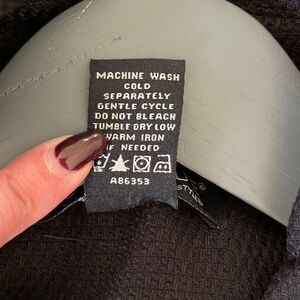 MACHINE WASH
COLD
SEPARATELY
GENTLE CYCLE
DO NOT BLEACH
TUMBLE DRY LOW
WARM IRON
IF NEEDED
A86353